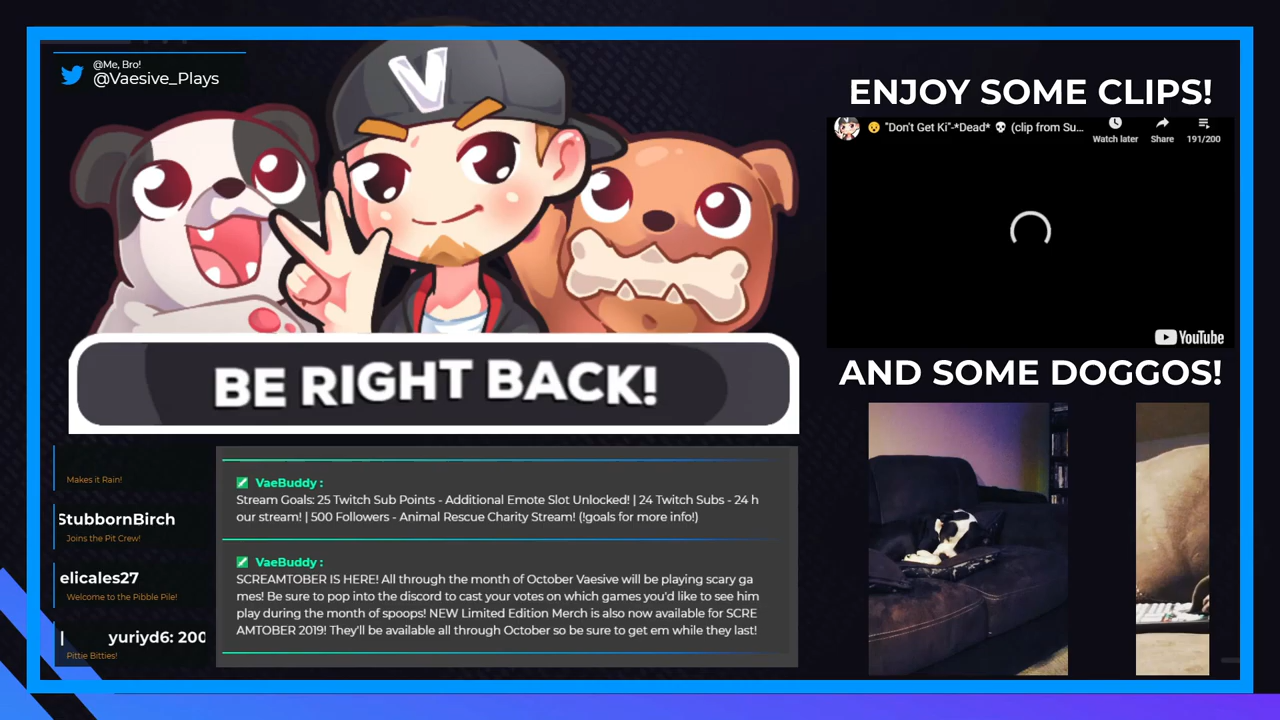 @Me, Bro!
@Vaesive_Plays
V
BE RIGHT BACK!
ENJOY SOME CLIPS!
😮 "Don't Get Ki"-*Dead* 💀 (clip from Su...
Watch later
Share
191/200
YouTube
AND SOME DOGGOS!
Makes it Rain!
StubbornBirch
Joins the Pit Crew!
elicales27
Welcome to the Pibble Pile!
| yuriyd6: 200
Pittie Bitties!
VaeBuddy :
Stream Goals: 25 Twitch Sub Points - Additional Emote Slot Unlocked! | 24 Twitch Subs - 24 h
our stream! | 500 Followers - Animal Rescue Charity Stream! (!goals for more info!)
VaeBuddy :
SCREAMTOBER IS HERE! All through the month of October Vaesive will be playing scary ga
mes! Be sure to pop into the discord to cast your votes on which games you'd like to see him
play during the month of spoops! NEW Limited Edition Merch is also now available for SCRE
AMTOBER 2019! They'll be available all through October so be sure to get em while they last!